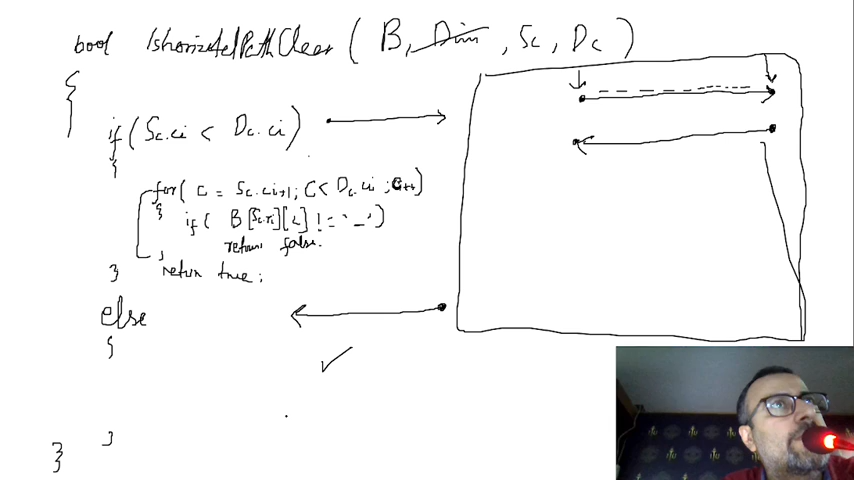 bool IshorizontalPathClear ( B, Dim , Sc, Dc )
{
if ( Sc.ci < Dc.ci )
{
for( c = Sc.ci+1; c < Dc.ci ; c++)
{ if( B[Sc.ri][c] != '_' )
return false.
}
} return true ;
else
{
}
}